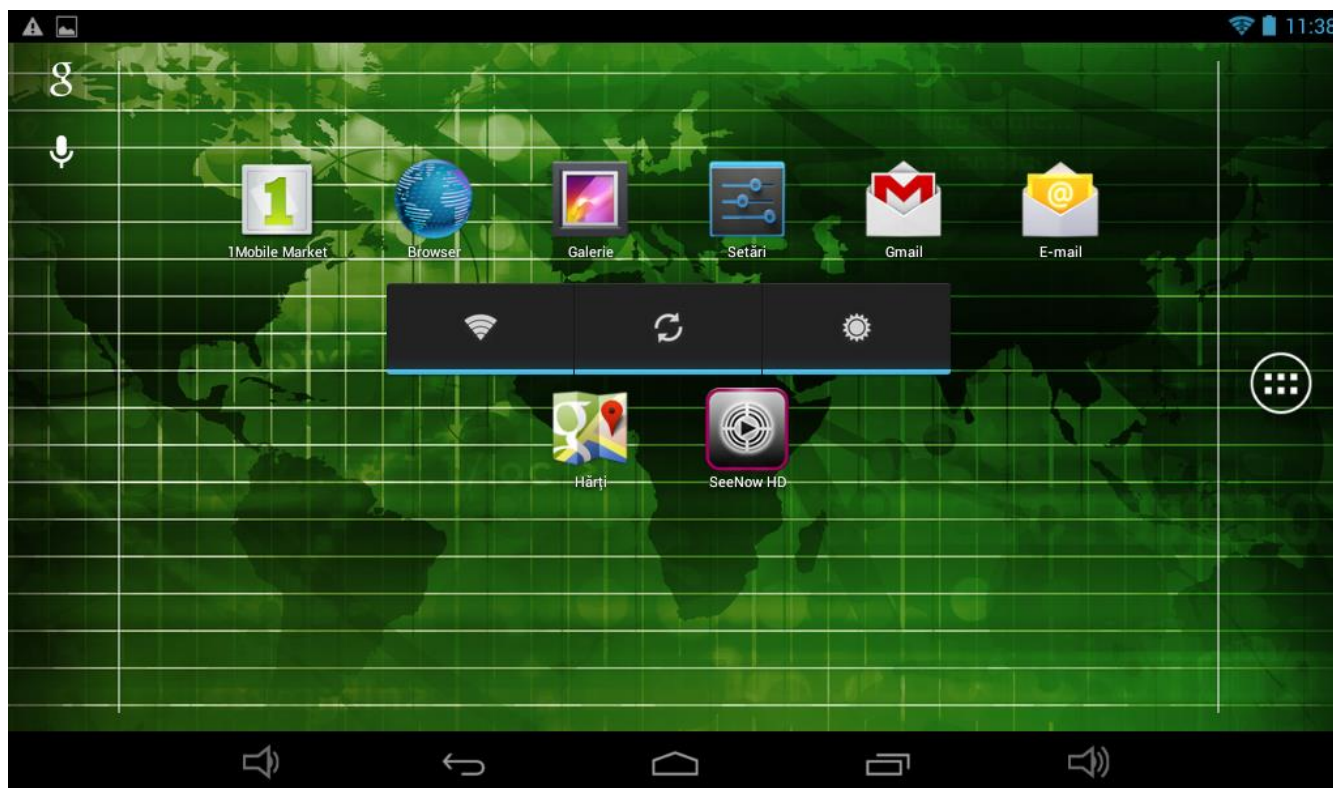 11:38
g
1Mobile Market
Browser
Galerie
Setări
Gmail
E-mail
Hărți
SeeNow HD